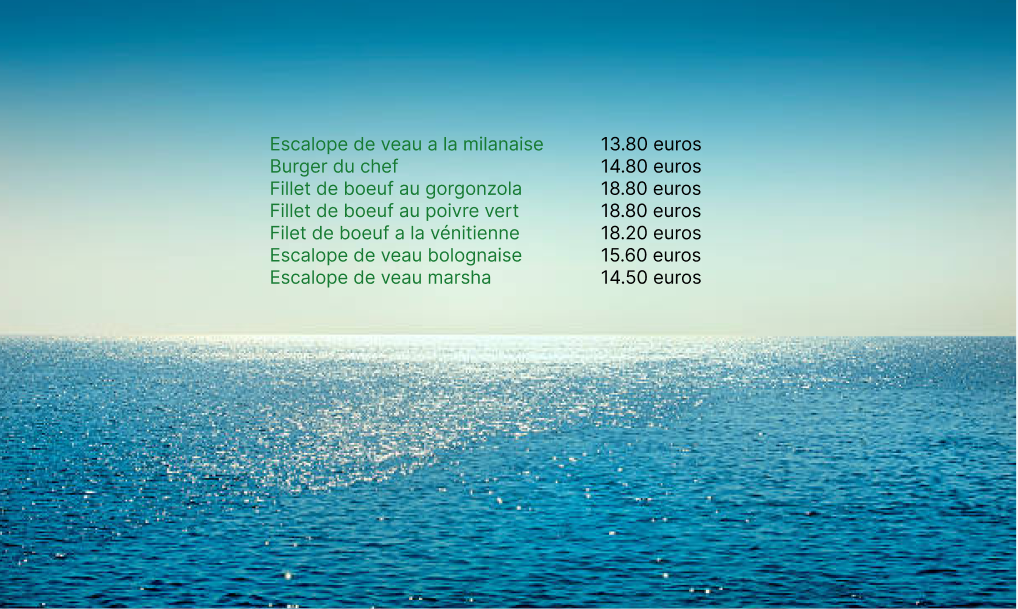 Escalope de veau a la milanaise 13.80 euros
Burger du chef 14.80 euros
Fillet de boeuf au gorgonzola 18.80 euros
Fillet de boeuf au poivre vert 18.80 euros
Filet de boeuf a la vénitienne 18.20 euros
Escalope de veau bolognaise 15.60 euros
Escalope de veau marsha 14.50 euros